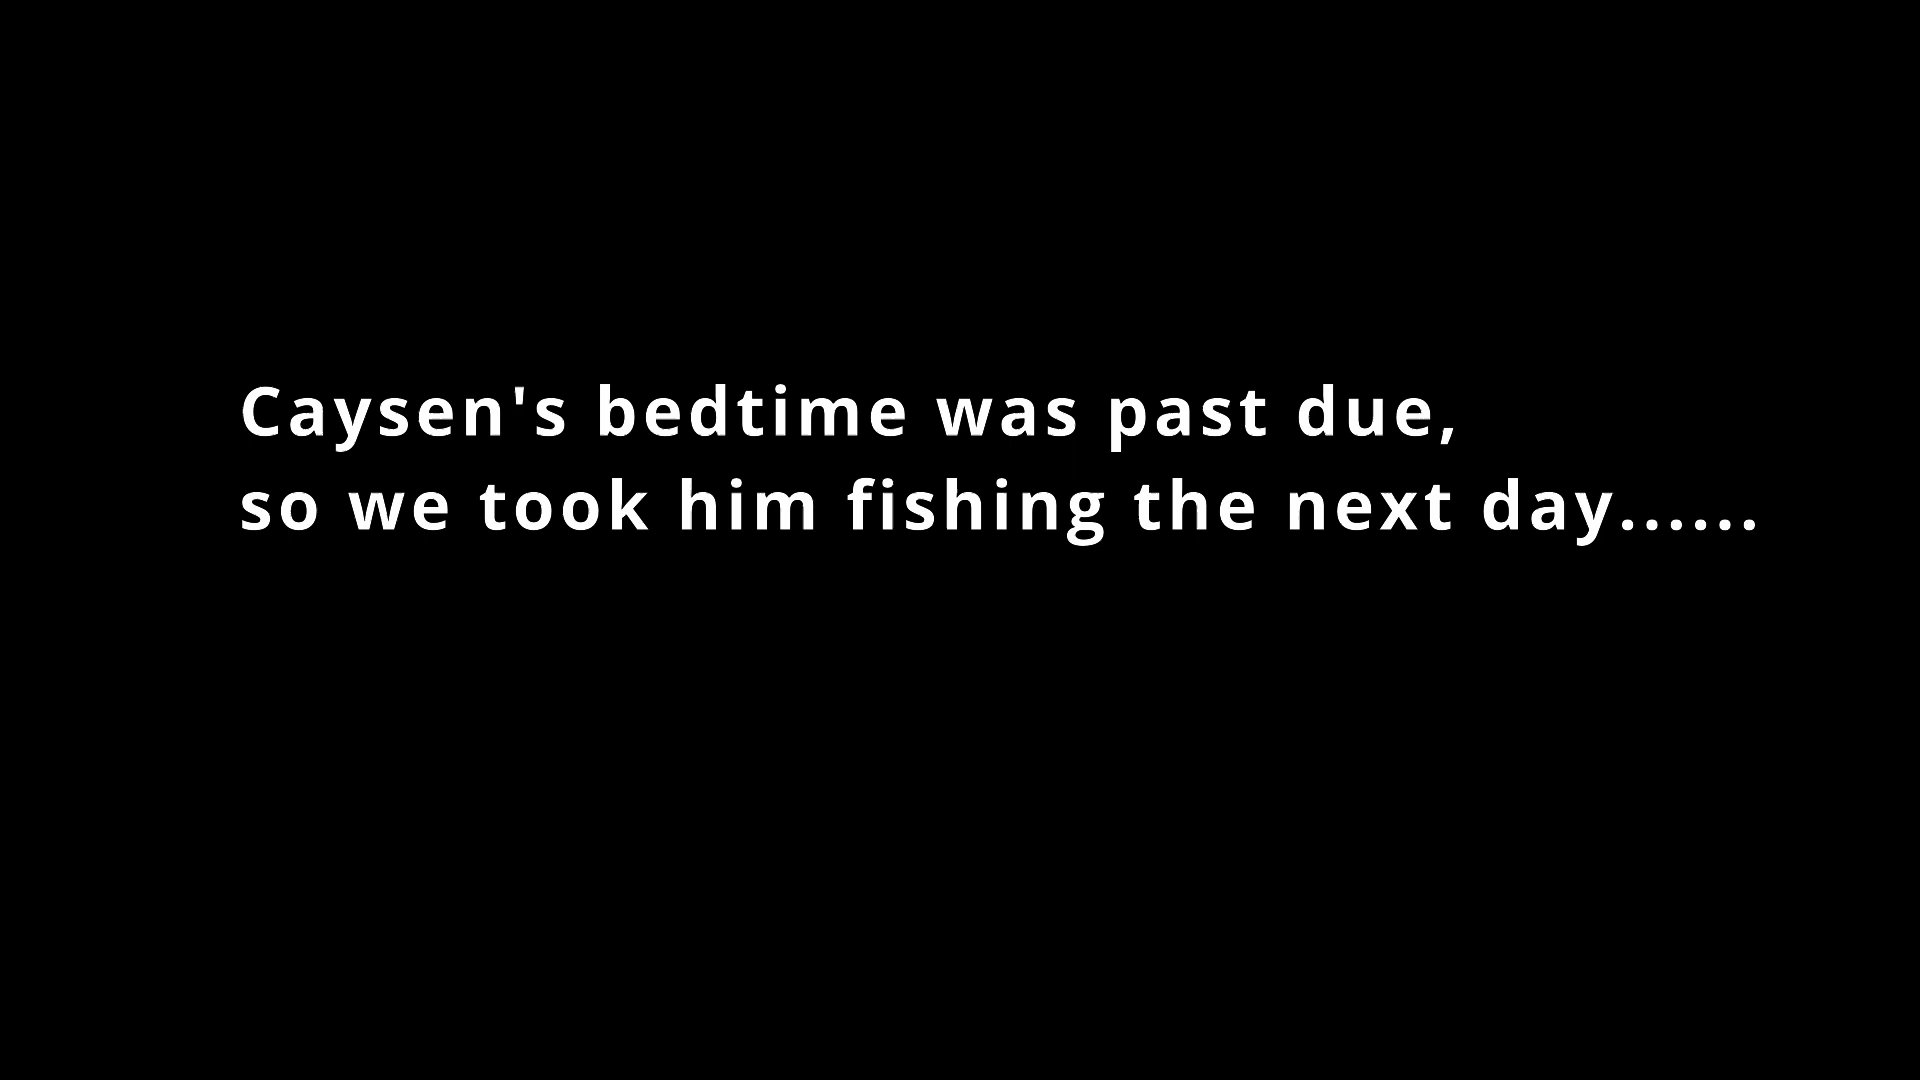 Caysen's bedtime was past due,
so we took him fishing the next day......